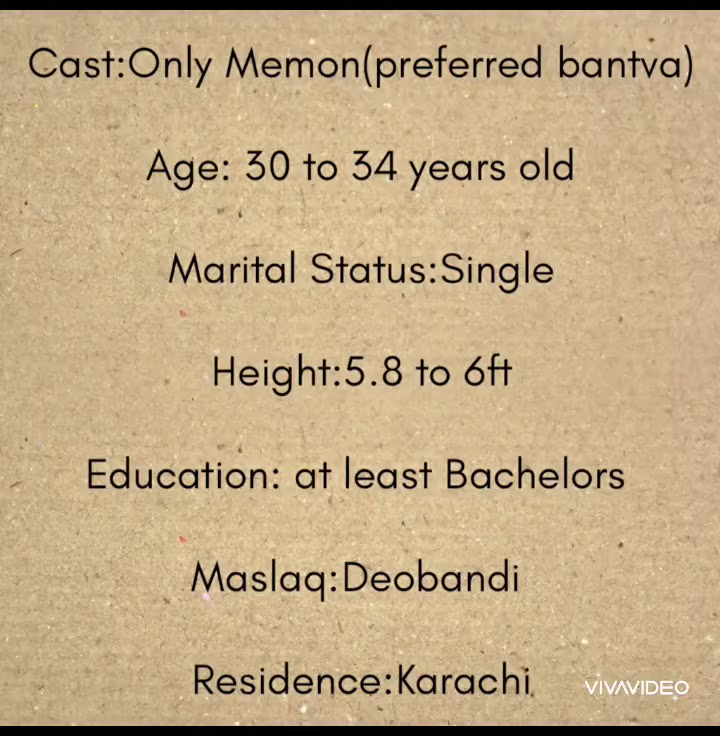 Cast:Only Memon(preferred bantva)
Age: 30 to 34 years old
Marital Status:Single
Height:5.8 to 6ft
Education: at least Bachelors
Maslaq:Deobandi
Residence:Karachi
VIVAVIDEO